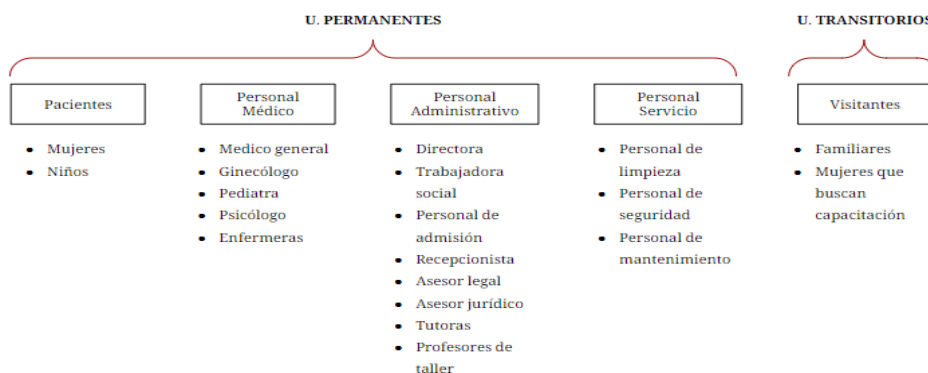 U. PERMANENTES
U. TRANSITORIOS
Pacientes
• Mujeres
• Niños
Personal
Médico
• Medico general
• Ginecólogo
• Pediatra
• Psicólogo
• Enfermeras
Personal
Administrativo
• Directora
• Trabajadora
social
• Personal de
admisión
• Recepcionista
• Asesor legal
• Asesor jurídico
• Tutoras
• Profesores de
taller
Personal
Servicio
• Personal de
limpieza
• Personal de
seguridad
• Personal de
mantenimiento
Visitantes
• Familiares
• Mujeres que
buscan
capacitación